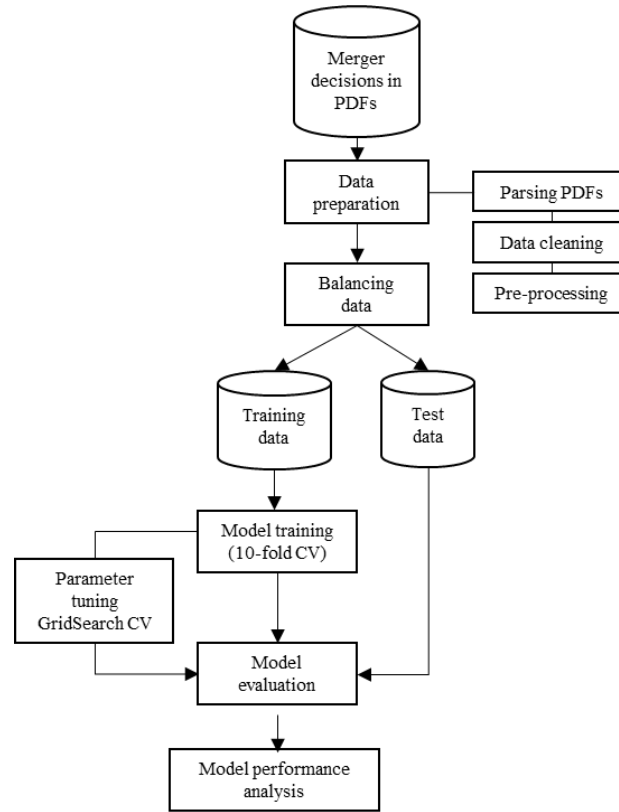 Merger
decisions in
PDFs
Data
preparation
Parsing PDFs
Data cleaning
Pre-processing
Balancing
data
Training
data
Test
data
Model training
(10-fold CV)
Parameter
tuning
GridSearch CV
Model
evaluation
Model performance
analysis